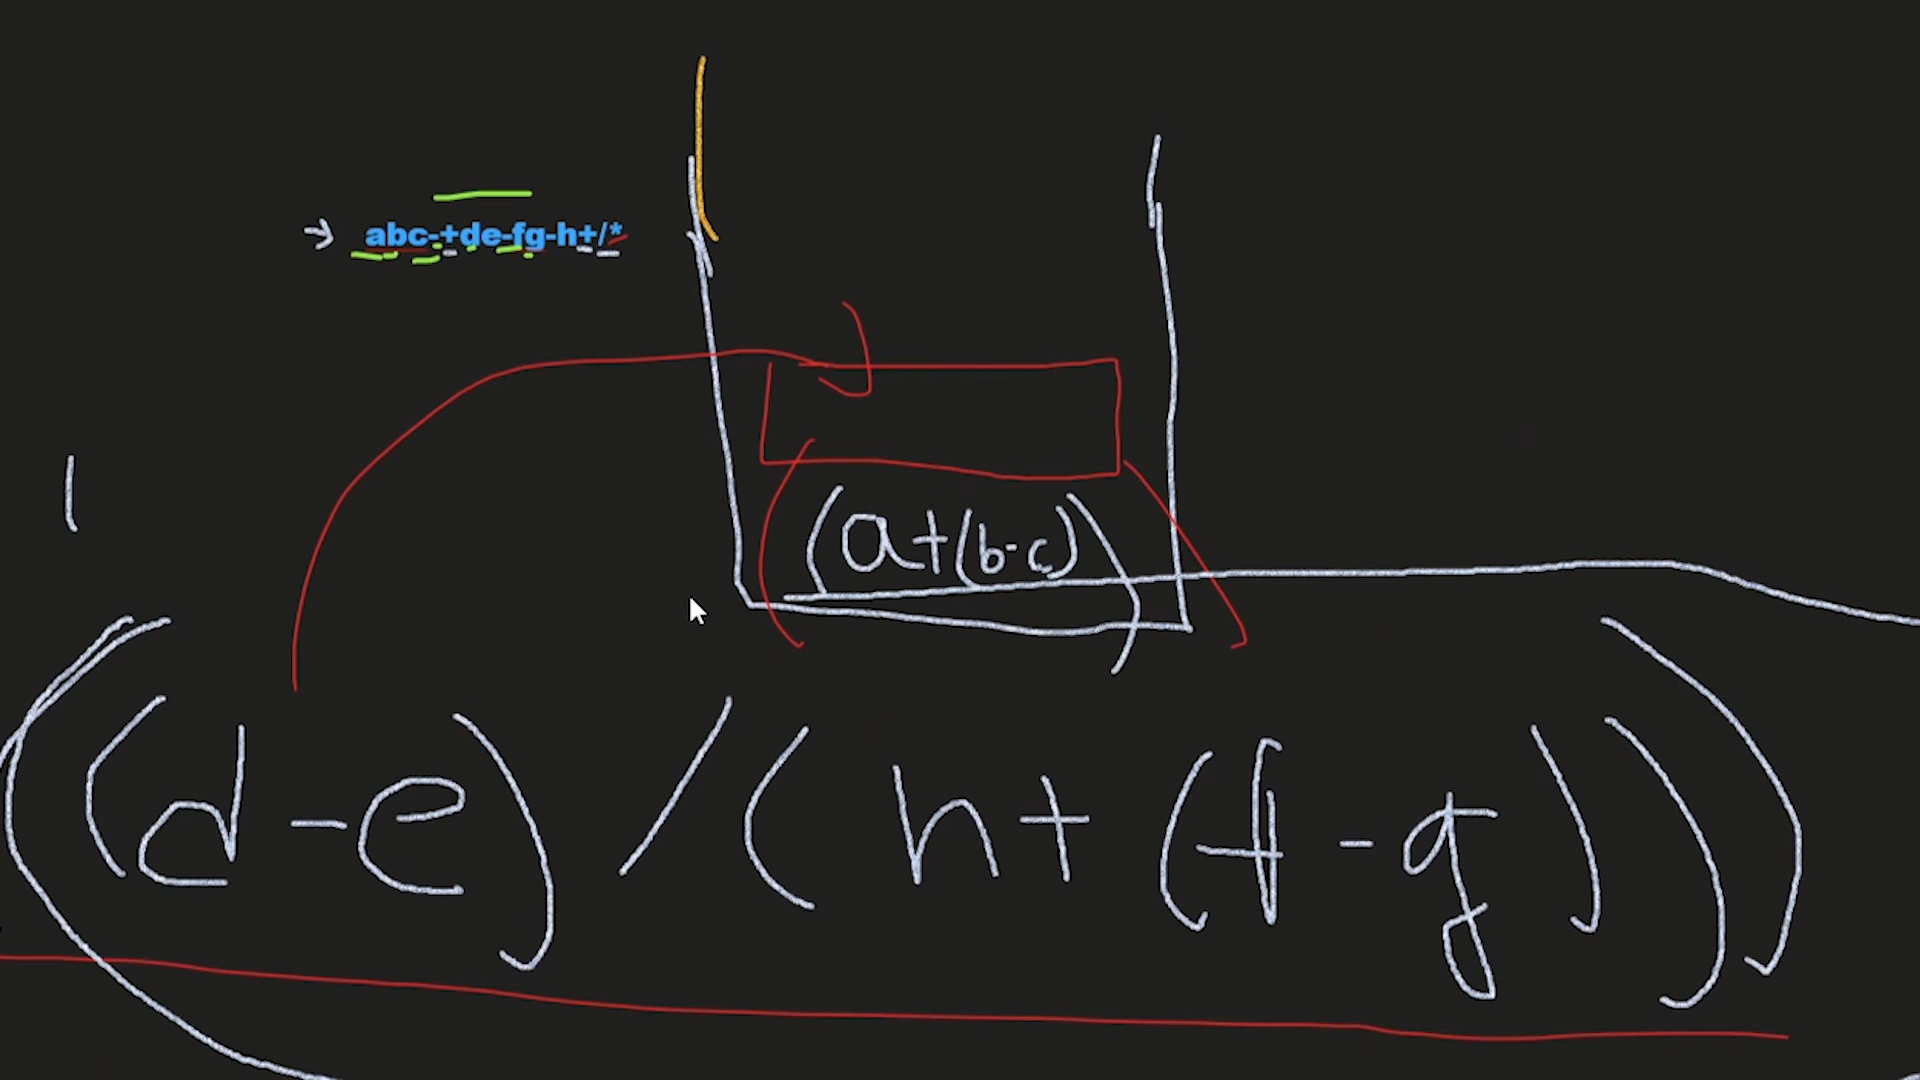 → abc-+de-fg-h+/*
(a+(b-c))
((d-e)/(h+(f-g)))